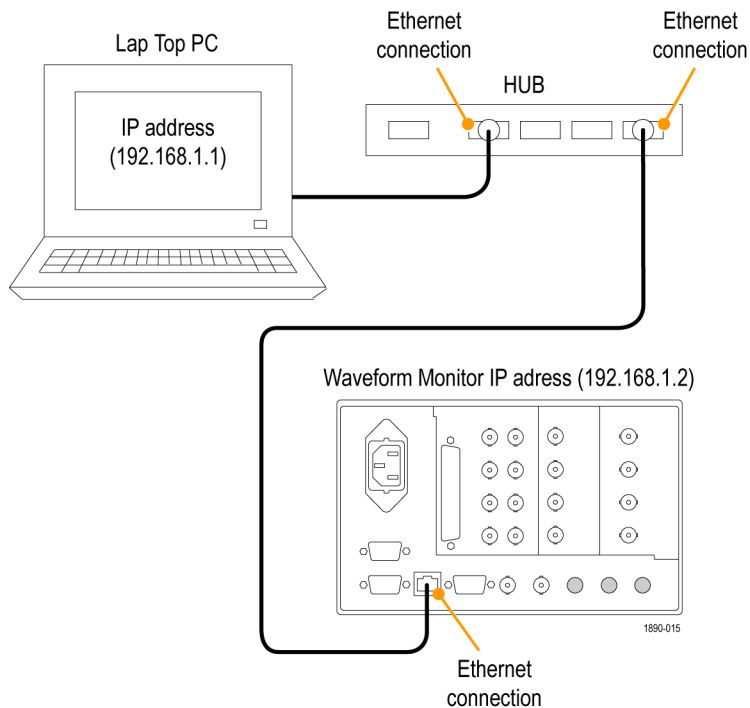 Ethernet
connection
Ethernet
connection
Lap Top PC
HUB
IP address
(192.168.1.1)
Waveform Monitor IP adress (192.168.1.2)
1890-015
Ethernet
connection